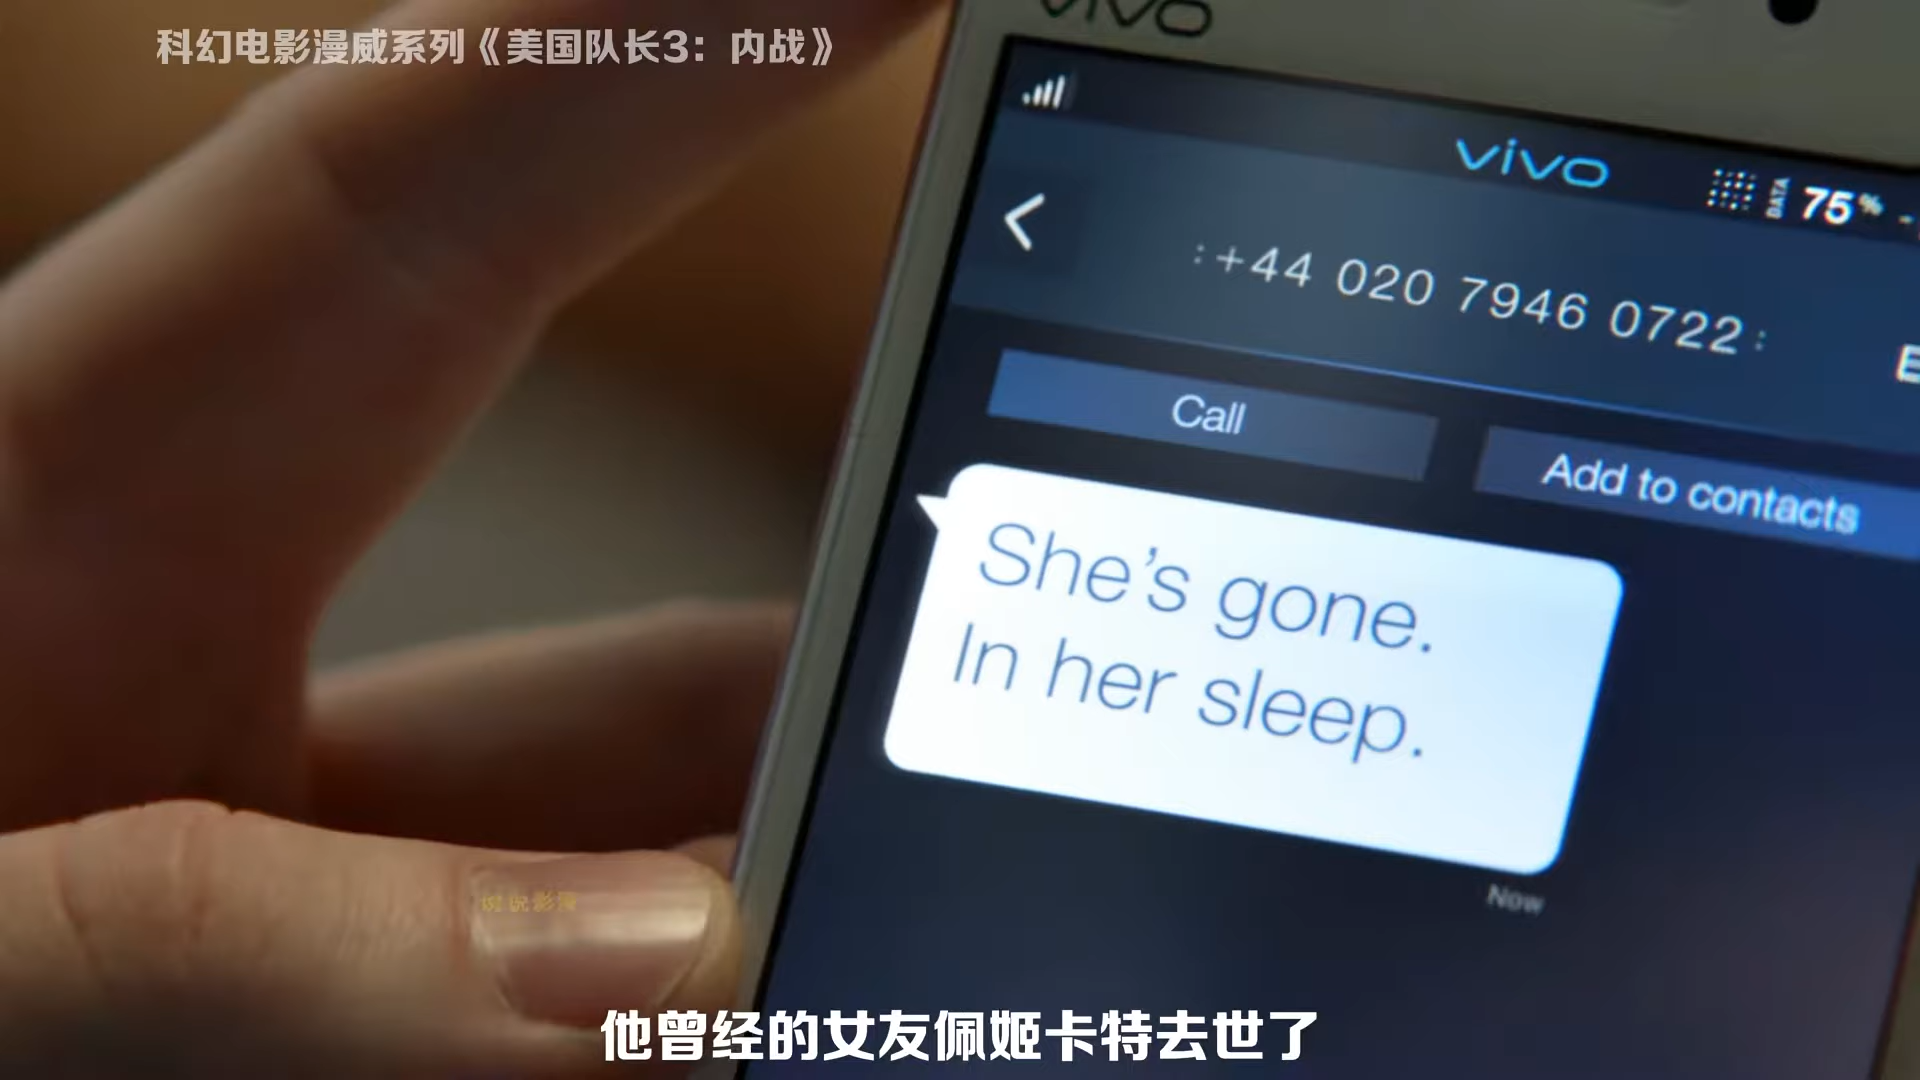 科幻电影漫威系列《美国队长3：内战》
vivo
vivo
DATA 75%
:+44 020 7946 0722:
Call
Add to contacts
She's gone.
In her sleep.
Now
他曾经的女友佩姬卡特去世了